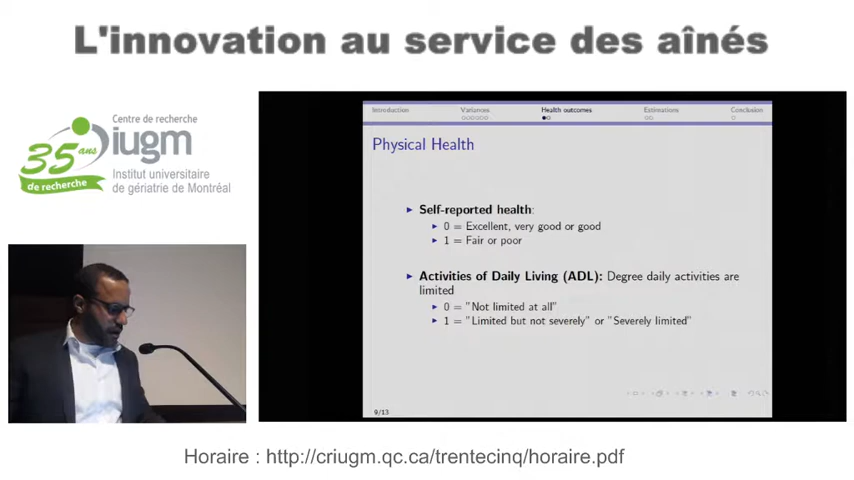 L'innovation au service des aînés
Centre de recherche
iugm
35 ans
de recherche
Institut universitaire
de gériatrie de Montréal
Introduction
Variances
Health outcomes
Estimations
Conclusion
Physical Health
Self-reported health:
0 = Excellent, very good or good
1 = Fair or poor
Activities of Daily Living (ADL): Degree daily activities are
limited
0 = "Not limited at all"
1 = "Limited but not severely" or "Severely limited"
9/13
Horaire : http://criugm.qc.ca/trentecinq/horaire.pdf